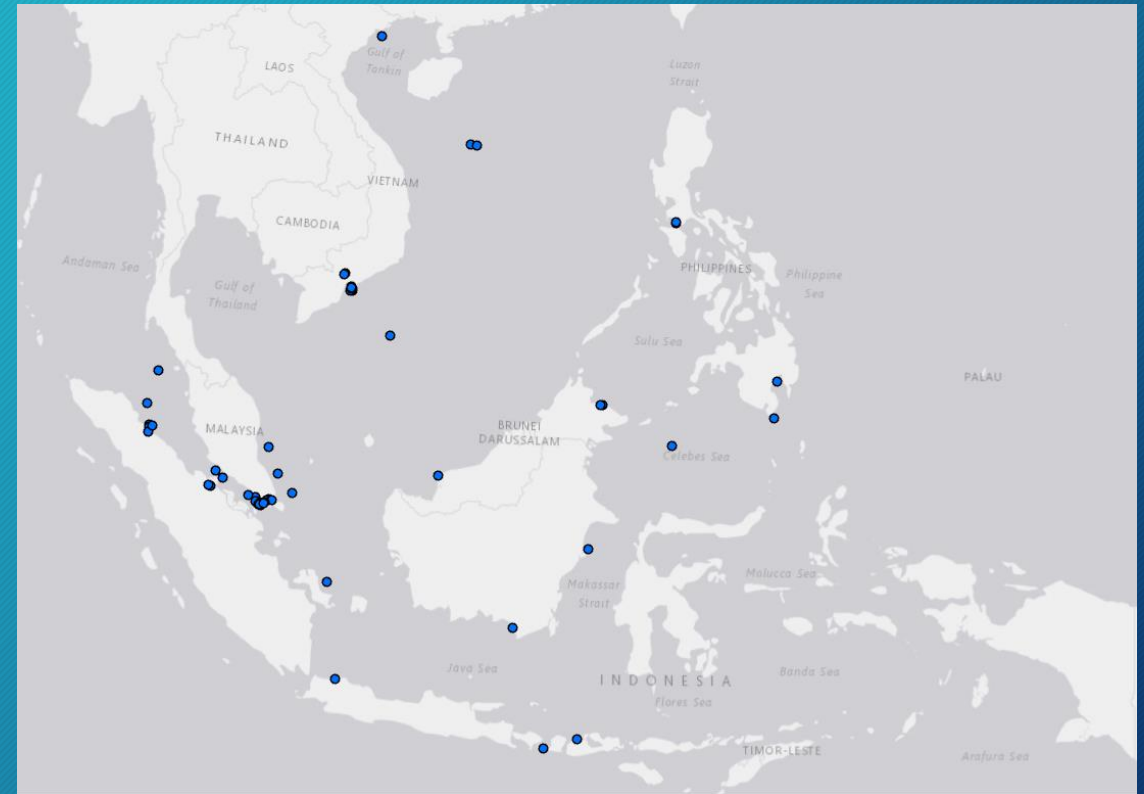 Gulf of
Tonkin
LAOS
Luzon
Strait
THAILAND
VIETNAM
CAMBODIA
Andaman Sea
PHILIPPINES
Philippine
Sea
Gulf of
Thailand
Sulu Sea
PALAU
MALAYSIA
BRUNEI
DARUSSALAM
Celebes Sea
Makassar
Strait
Molucca Sea
Java Sea
Banda Sea
INDONESIA
Flores Sea
TIMOR-LESTE
Arafura Sea